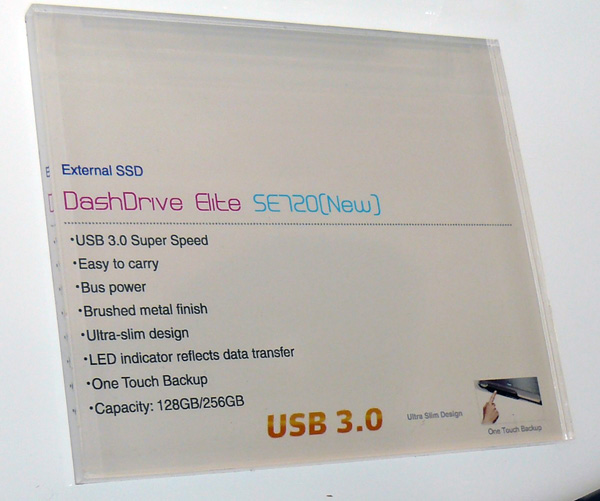 External SSD
DashDrive Elite SE720(New)
•USB 3.0 Super Speed
•Easy to carry
•Bus power
•Brushed metal finish
•Ultra-slim design
•LED indicator reflects data transfer
•One Touch Backup
•Capacity: 128GB/256GB
USB 3.0
Ultra Slim Design
One Touch Backup